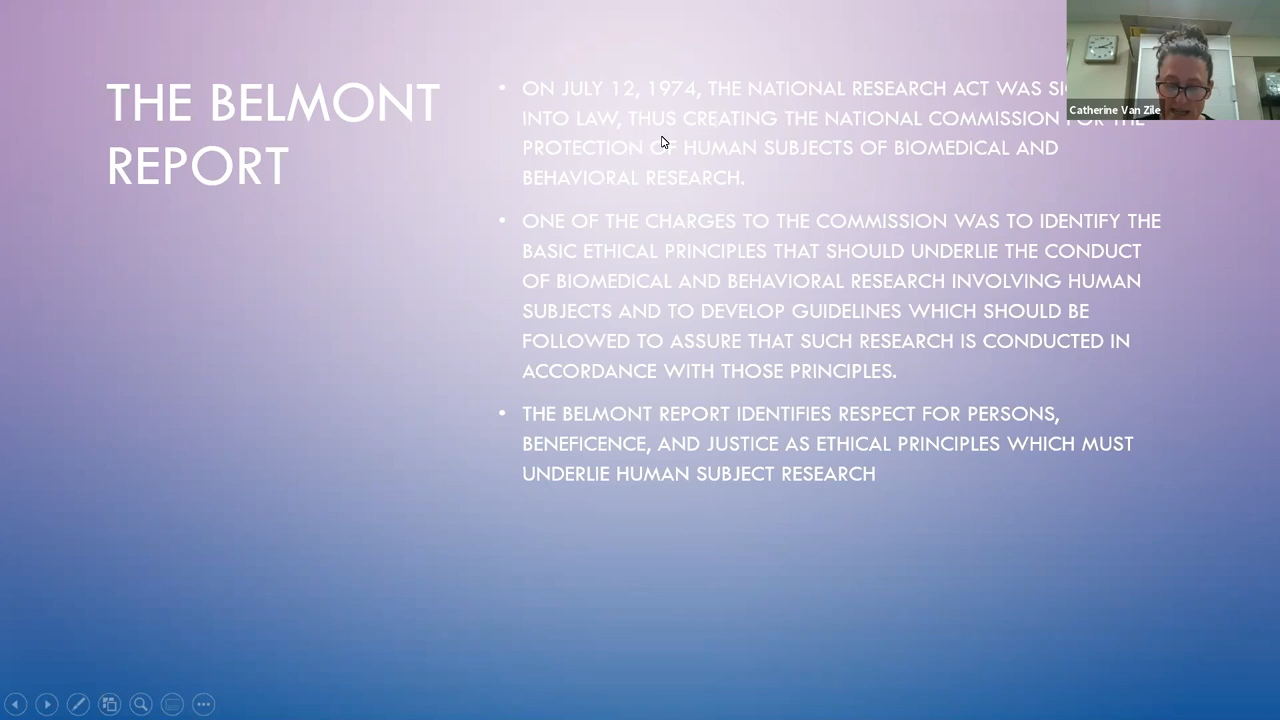 THE BELMONT
REPORT
• ON JULY 12, 1974, THE NATIONAL RESEARCH ACT WAS
INTO LAW, THUS CREATING THE NATIONAL COMMISSION FOR THE
PROTECTION OF HUMAN SUBJECTS OF BIOMEDICAL AND
BEHAVIORAL RESEARCH.
• ONE OF THE CHARGES TO THE COMMISSION WAS TO IDENTIFY THE
BASIC ETHICAL PRINCIPLES THAT SHOULD UNDERLIE THE CONDUCT
OF BIOMEDICAL AND BEHAVIORAL RESEARCH INVOLVING HUMAN
SUBJECTS AND TO DEVELOP GUIDELINES WHICH SHOULD BE
FOLLOWED TO ASSURE THAT SUCH RESEARCH IS CONDUCTED IN
ACCORDANCE WITH THOSE PRINCIPLES.
• THE BELMONT REPORT IDENTIFIES RESPECT FOR PERSONS,
BENEFICENCE, AND JUSTICE AS ETHICAL PRINCIPLES WHICH MUST
UNDERLIE HUMAN SUBJECT RESEARCH
Catherine Van Zile